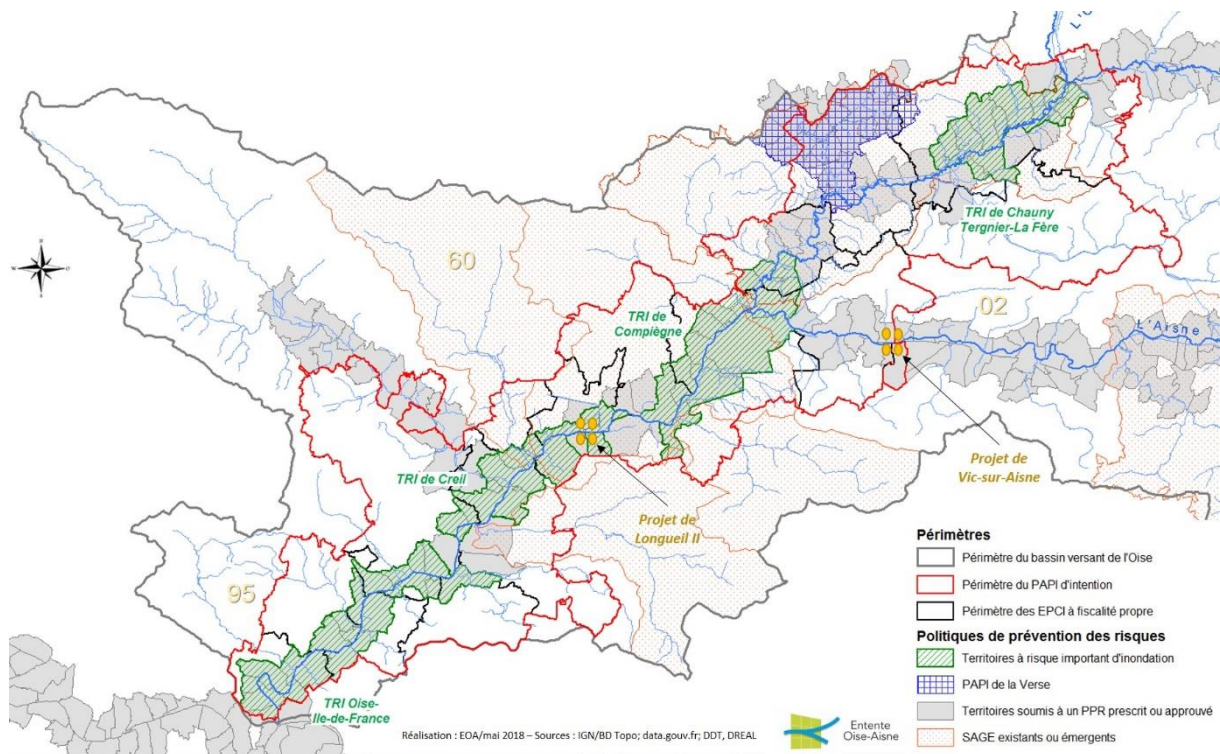 L'O
TRI de Chauny
Tergnier-La Fère
60
02
TRI de
Compiègne
L'Aisne
Projet de
Vic-sur-Aisne
TRI de Creil
Projet de
Longueil II
95
TRI Oise-
Ile-de-France
Périmètres
Périmètre du bassin versant de l'Oise
Périmètre du PAPI d'intention
Périmètre des EPCI à fiscalité propre
Politiques de prévention des risques
Territoires à risque important d'inondation
PAPI de la Verse
Territoires soumis à un PPR prescrit ou approuvé
SAGE existants ou émergents
Réalisation : EOA/mai 2018 – Sources : IGN/BD Topo; data.gouv.fr; DDT, DREAL
Entente
Oise-Aisne